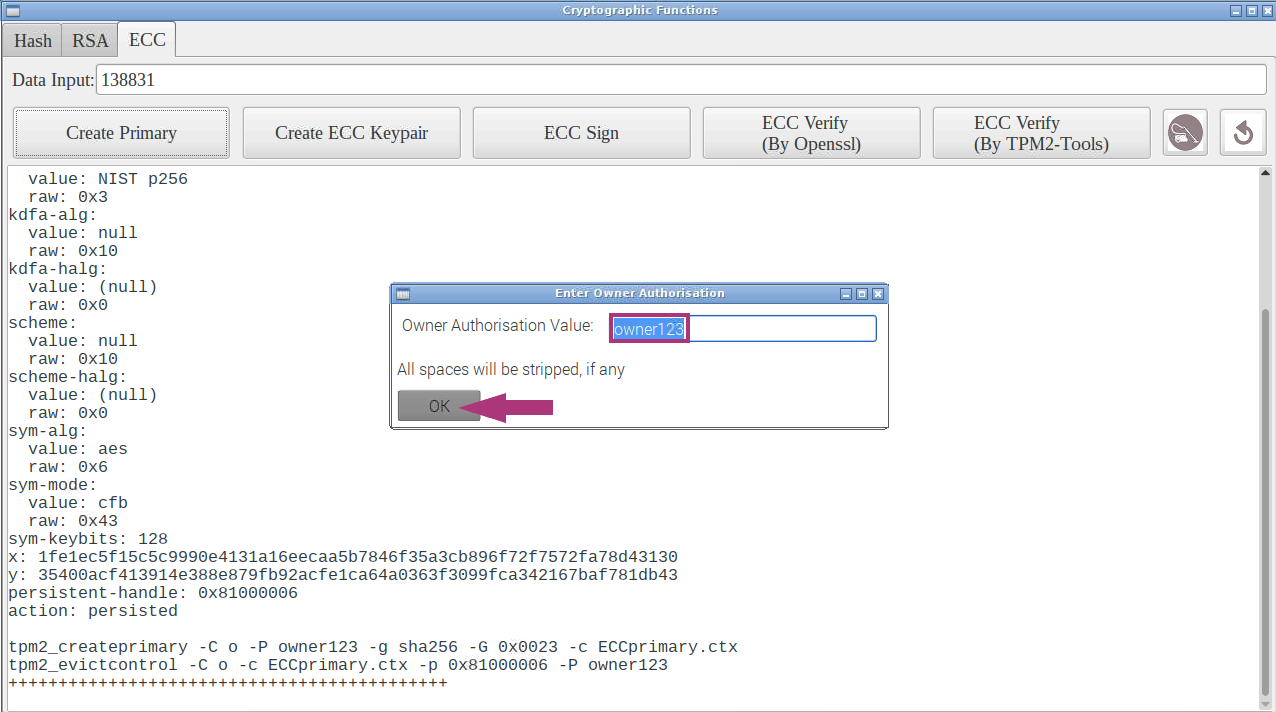 Cryptographic Functions
Hash RSA ECC
Data Input: 138831
Create Primary
Create ECC Keypair
ECC Sign
ECC Verify
(By Openssl)
ECC Verify
(By TPM2-Tools)
value: NIST p256
raw: 0x3
kdfa-alg:
value: null
raw: 0x10
kdfa-halg:
value: (null)
raw: 0x0
scheme:
value: null
raw: 0x10
scheme-halg:
value: (null)
raw: 0x0
sym-alg:
value: aes
raw: 0x6
sym-mode:
value: cfb
raw: 0x43
sym-keybits: 128
x: 1fe1ec5f15c5c9990e4131a16eecaa5b7846f35a3cb896f72f7572fa78d43130
y: 35400acf413914e388e879fb92acfe1ca64a0363f3099fca342167baf781db43
persistent-handle: 0x81000006
action: persisted
tpm2_createprimary -C o -P owner123 -g sha256 -G 0x0023 -c ECCprimary.ctx
tpm2_evictcontrol -C o -c ECCprimary.ctx -p 0x81000006 -P owner123
++++++++++++++++++++++++++++++++++++++++++++
Enter Owner Authorisation
Owner Authorisation Value: owner123
All spaces will be stripped, if any
OK